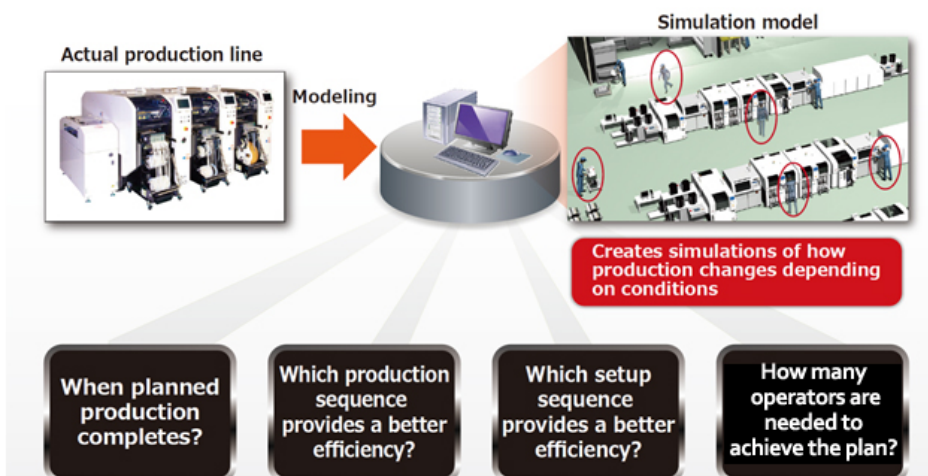 Simulation model
Actual production line
Modeling
Creates simulations of how
production changes depending
on conditions
When planned
production
completes?
Which production
sequence
provides a better
efficiency?
Which setup
sequence
provides a better
efficiency?
How many
operators are
needed to
achieve the plan?